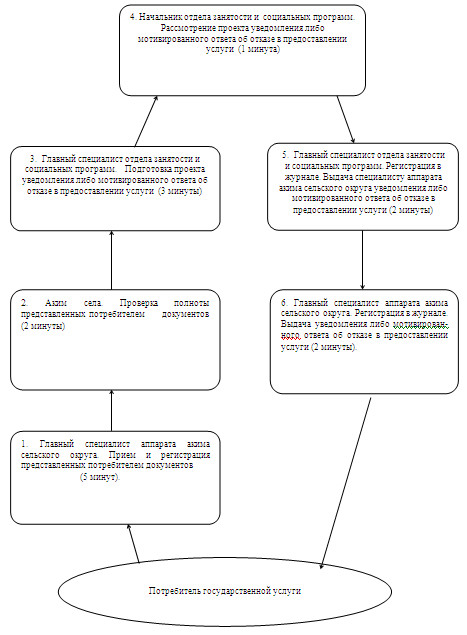 4. Начальник отдела занятости и социальных программ.
Рассмотрение проекта уведомления либо
мотивированного ответа об отказе в предоставлении
услуги (1 минута)
3. Главный специалист отдела занятости и
социальных программ. Подготовка проекта
уведомления либо мотивированного ответа об
отказе в предоставлении услуги (3 минуты)
5. Главный специалист отдела занятости
и социальных программ. Регистрация в
журнале. Выдача специалисту аппарата
акима сельского округа уведомления либо
мотивированного ответа об отказе в
предоставлении услуги (2 минуты)
2. Аким села. Проверка полноты
представленных потребителем документов
(2 минуты)
6. Главный специалист аппарата акима
сельского округа. Регистрация в журнале.
Выдача уведомления либо мотивирован-
ного ответа об отказе в предоставлении
услуги (2 минуты).
1. Главный специалист аппарата акима
сельского округа. Прием и регистрация
представленных потребителем документов
(5 минут).
Потребитель государственной услуги